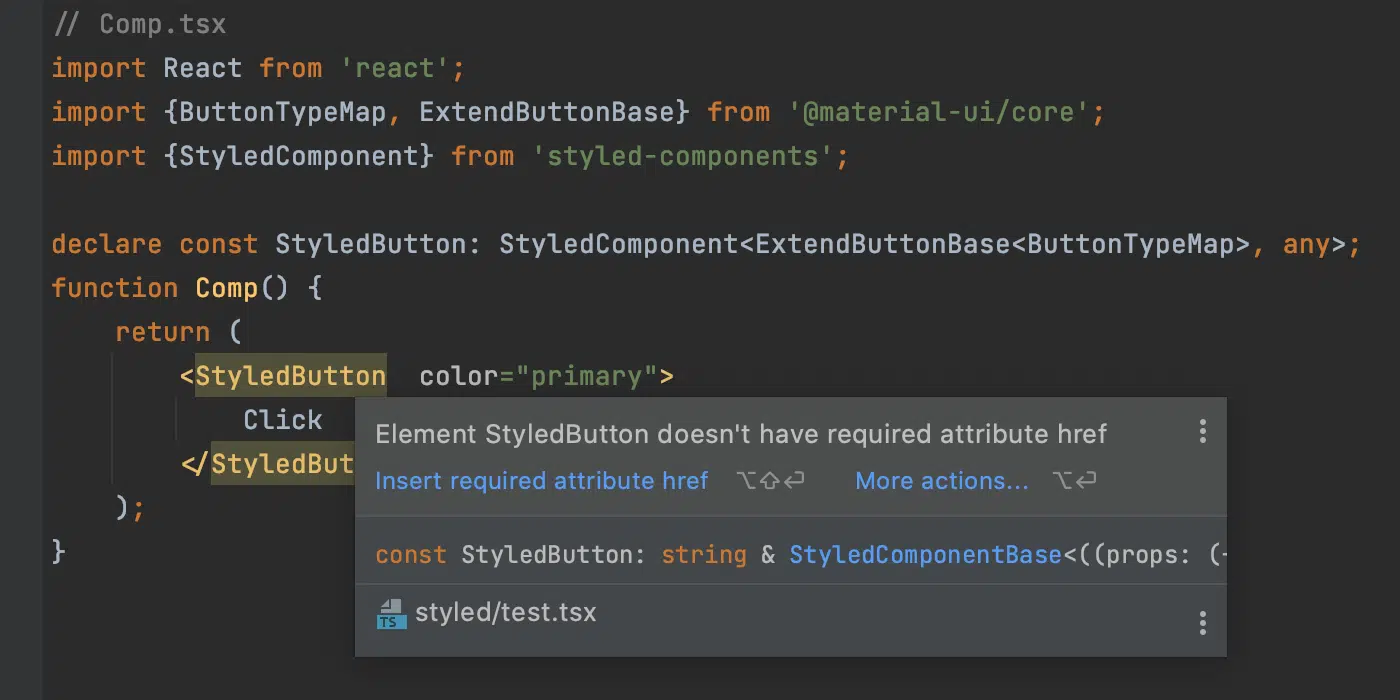 // Comp.tsx
import React from 'react';
import {ButtonTypeMap, ExtendButtonBase} from '@material-ui/core';
import {StyledComponent} from 'styled-components';
declare const StyledButton: StyledComponent<ExtendButtonBase<ButtonTypeMap>, any>;
function Comp() {
return (
<StyledButton  color="primary">
Click
</StyledBut
);
}
Element StyledButton doesn't have required attribute href
Insert required attribute href ⌥⇧⏎ More actions... ⌥⏎
const StyledButton: string & StyledComponentBase<((props: (
TS styled/test.tsx